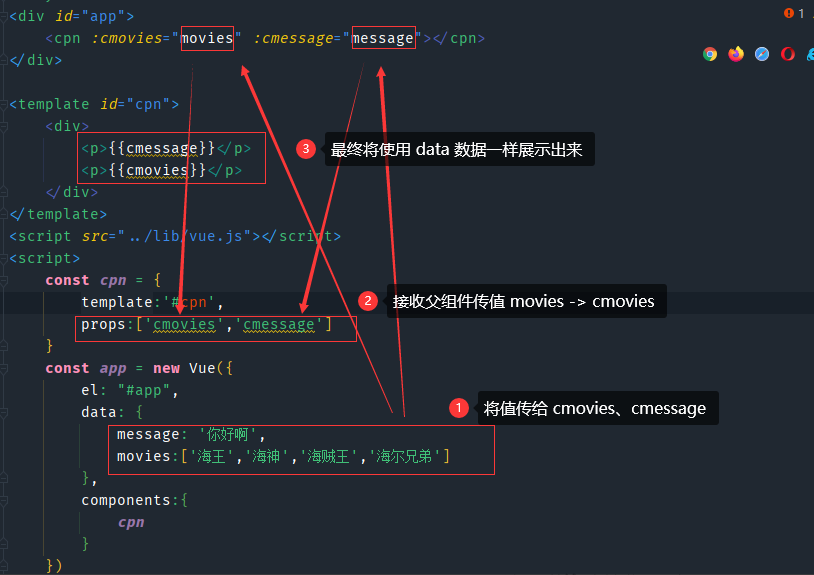 <div id="app">
<cpn :cmovies="movies" :cmessage="message"></cpn>
</div>
<template id="cpn">
<div>
<p>{{cmessage}}</p>
<p>{{cmovies}}</p>
3 最终将使用 data 数据一样展示出来
</div>
</template>
<script src="../lib/vue.js"></script>
<script>
const cpn = {
template:'#cpn',
2 接收父组件传值 movies -> cmovies
props:['cmovies','cmessage']
}
const app = new Vue({
el: "#app",
1 将值传给 cmovies、cmessage
data: {
message: '你好啊',
movies:['海王','海神','海贼王','海尔兄弟']
},
components:{
cpn
}
})
1